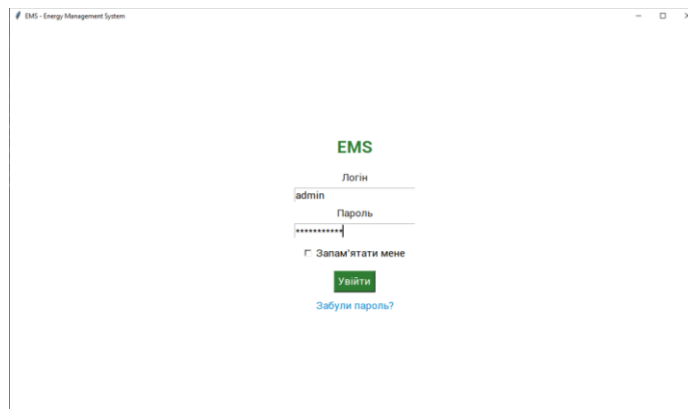 EMS - Energy Management System
EMS
Логін
admin
Пароль
***********
Запам'ятати мене
Увійти
Забули пароль?